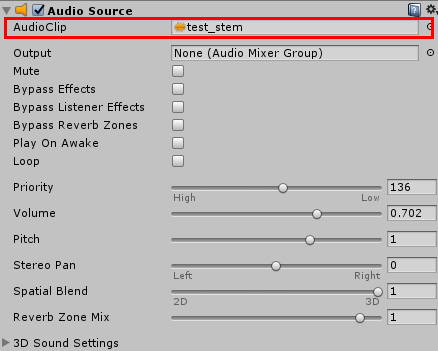 Audio Source
AudioClip test_stem
Output None (Audio Mixer Group)
Mute
Bypass Effects
Bypass Listener Effects
Bypass Reverb Zones
Play On Awake
Loop
Priority 136
High Low
Volume 0.702
Pitch 1
Stereo Pan 0
Left Right
Spatial Blend 1
2D 3D
Reverb Zone Mix 1
3D Sound Settings